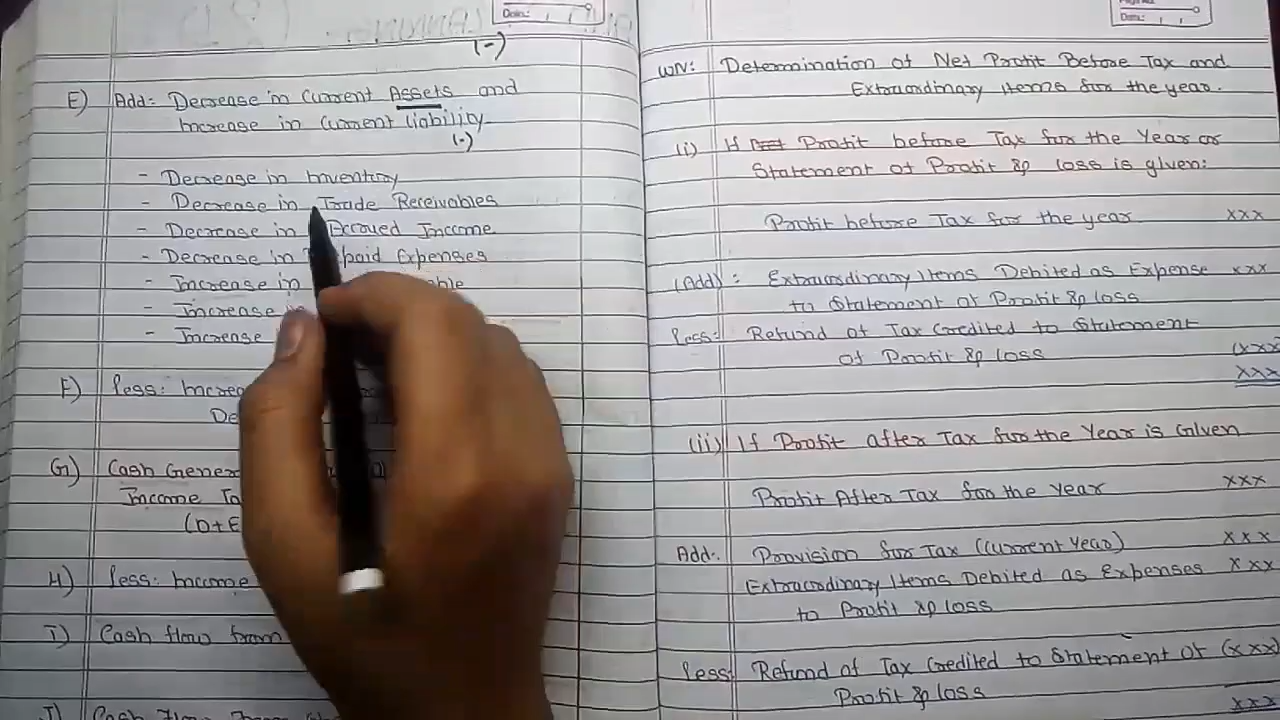 Date:
(-)
E) Add: Decrease in Current Assets and
Increase in Current Liability
(-)
- Decrease in Inventory
- Decrease in Trade Receivables
- Decrease in Accrued Income
- Decrease in Expenses
- Increase in
- Increase in
- Increase
F) Less:
G) Cash
Income
(D+E
H) Less: Income
I) Cash flow from
J) Cash Flow from
Date:
WN: Determination of Net Profit Before Tax and
Extraordinary Items for the year.
(i) If Profit before Tax for the Year or
Statement of Profit & Loss is given:
Profit before Tax for the year xxx
(Add): Extraordinary Items Debited as Expense xxx
to Statement of Profit & Loss
Less: Refund of Tax Credited to Statement
of Profit & Loss (xxx)
xxx
(ii) If Profit after Tax for the Year is Given
Profit After Tax for the Year xxx
Add: Provision for Tax (Current Year) xxx
Extraordinary Items Debited as Expenses xxx
to Profit & Loss
Less: Refund of Tax Credited to Statement of (xxx)
Profit & Loss
xxx